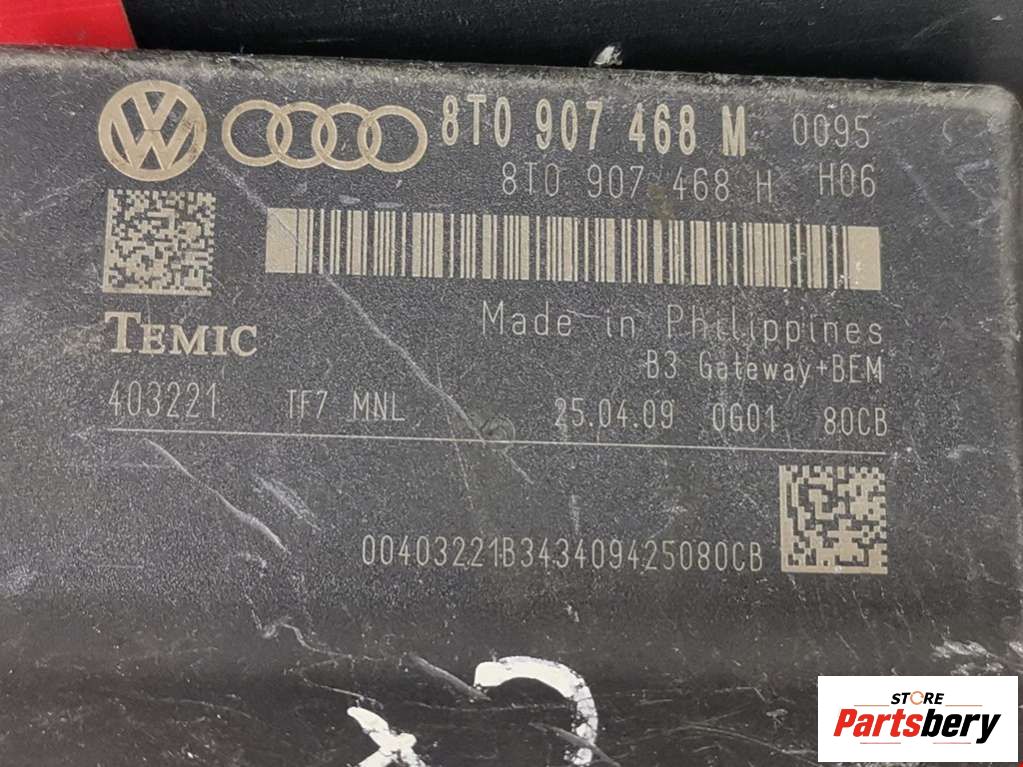 8T0 907 468 M 0095
8T0 907 468 H H06
TEMIC
Made in Philippines
B3 Gateway+BEM
403221 TF7 MNL 25.04.09 0G01 80CB
00403221B343409425080CB
STORE
Partsbery